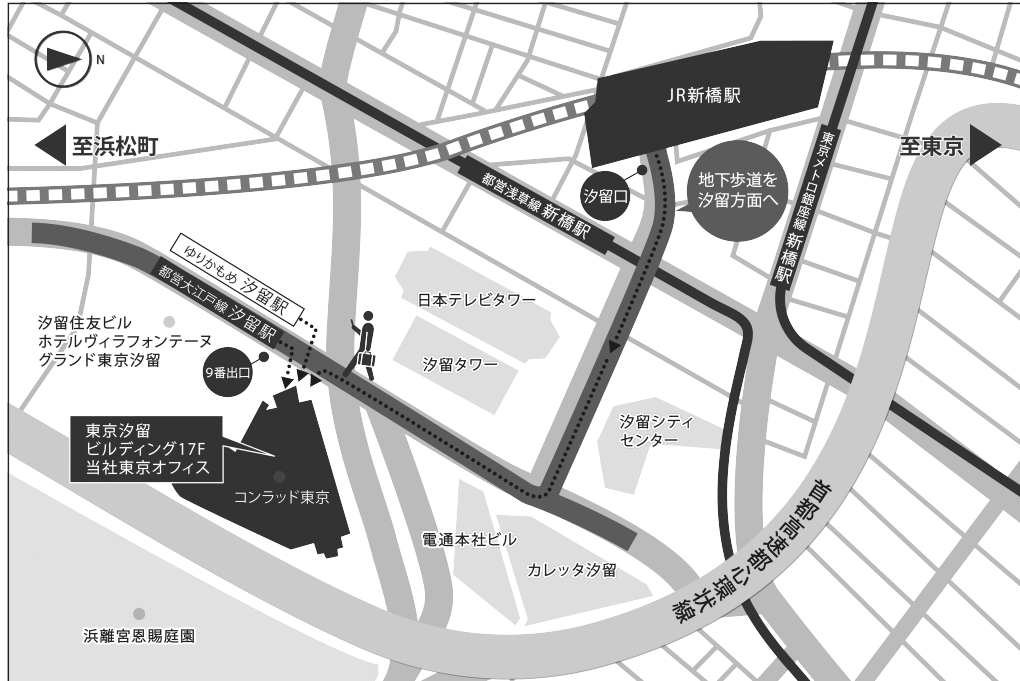 N
至浜松町
JR新橋駅
至東京
東京メトロ銀座線 新橋駅
都営浅草線 新橋駅
汐留口
地下歩道を
汐留方面へ
ゆりかもめ 汐留駅
都営大江戸線 汐留駅
日本テレビタワー
汐留タワー
汐留住友ビル
ホテルヴィラフォンテーヌ
グランド東京汐留
9番出口
汐留シティ
センター
東京汐留
ビルディング17F
当社東京オフィス
コンラッド東京
電通本社ビル
カレッタ汐留
首都高速都心環状線
浜離宮恩賜庭園